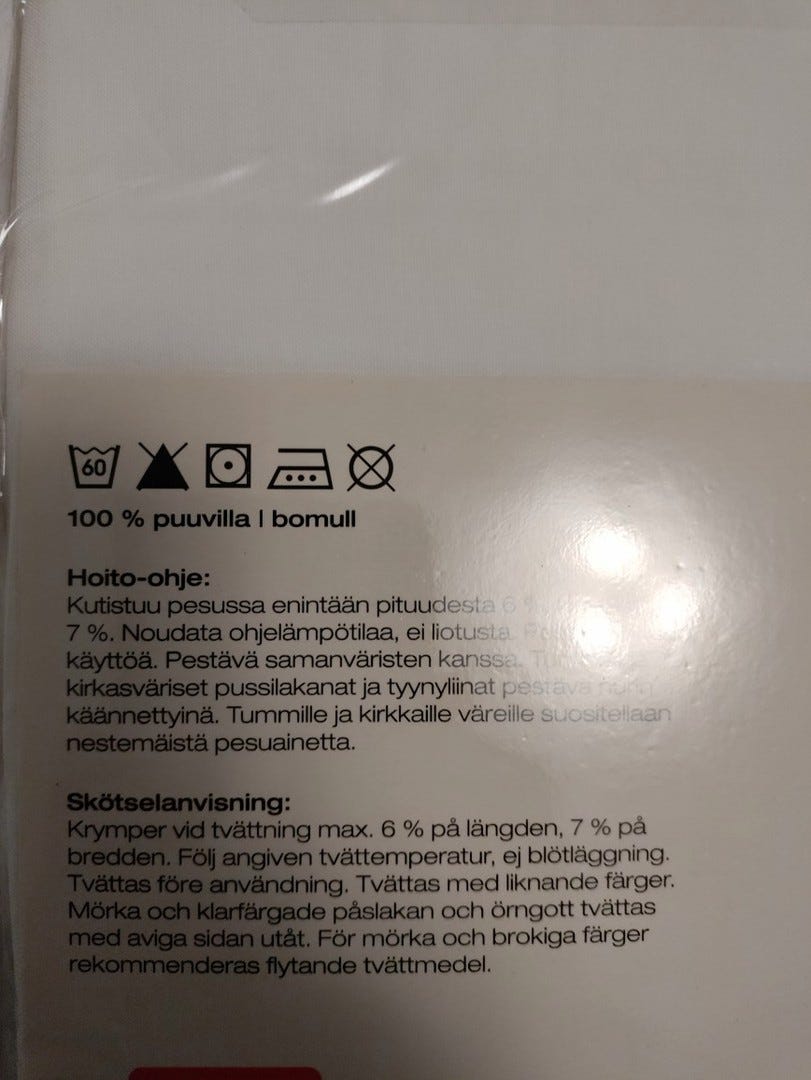 60
100 % puuvilla | bomull
Hoito-ohje:
Kutistuu pesussa enintään pituudesta 6 %,
7 %. Noudata ohjelämpötilaa, ei liotusta.
käyttöä. Pestävä samanväristen kanssa.
kirkasväriset pussilakanat ja tyynyliinat pestävä nurin
käännettyinä. Tummille ja kirkkaille väreille suositellaan
nestemäistä pesuainetta.
Skötselanvisning:
Krymper vid tvättning max. 6 % på längden, 7 % på
bredden. Följ angiven tvättemperatur, ej blötläggning.
Tvättas före användning. Tvättas med liknande färger.
Mörka och klarfärgade påslakan och örngott tvättas
med aviga sidan utåt. För mörka och brokiga färger
rekommenderas flytande tvättmedel.